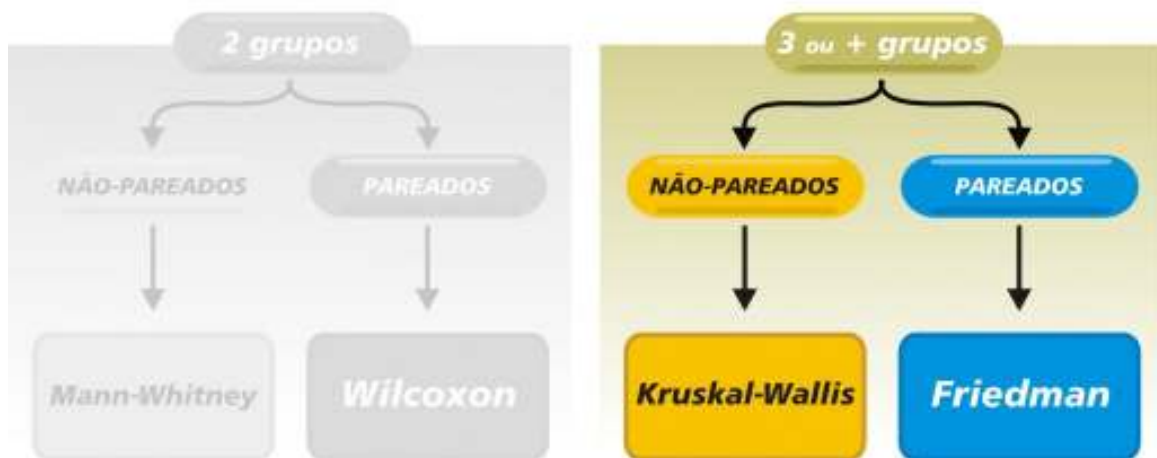 2 grupos
3 ou + grupos
NÃO-PAREADOS
PAREADOS
NÃO-PAREADOS
PAREADOS
Mann-Whitney
Wilcoxon
Kruskal-Wallis
Friedman